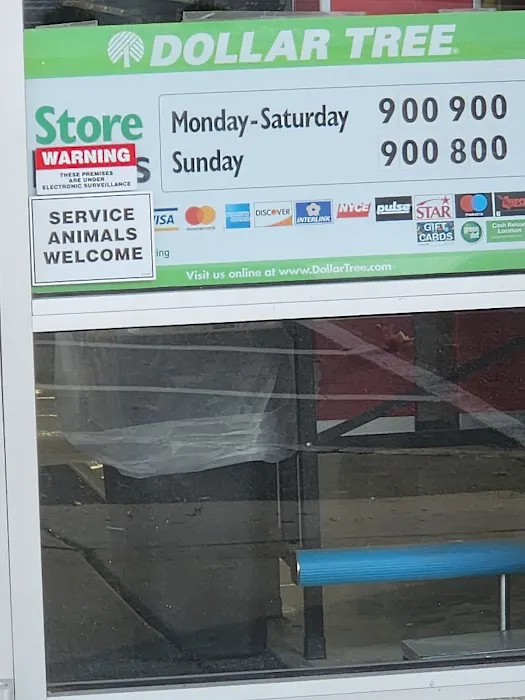 DOLLAR TREE
Store
Monday-Saturday 900 900
Sunday 900 800
WARNING
THESE PREMISES
ARE UNDER
ELECTRONIC SURVEILLANCE
s
SERVICE
ANIMALS
WELCOME
VISA mastercard DISCOVER INTERLINK NYCE pulse STAR
GIFT
CARDS
ing
Visit us online at www.DollarTree.com